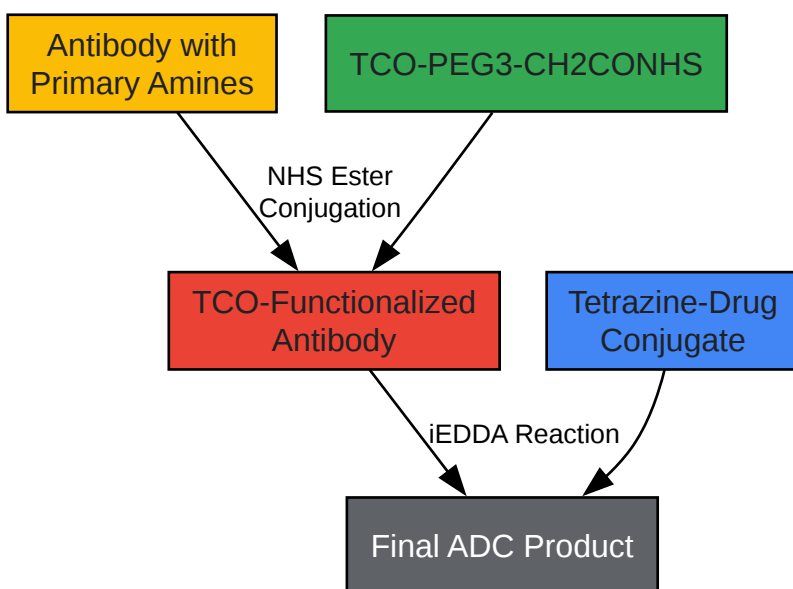 Antibody with
Primary Amines
TCO-PEG3-CH2CONHS
NHS Ester
Conjugation
TCO-Functionalized
Antibody
Tetrazine-Drug
Conjugate
iEDDA Reaction
Final ADC Product